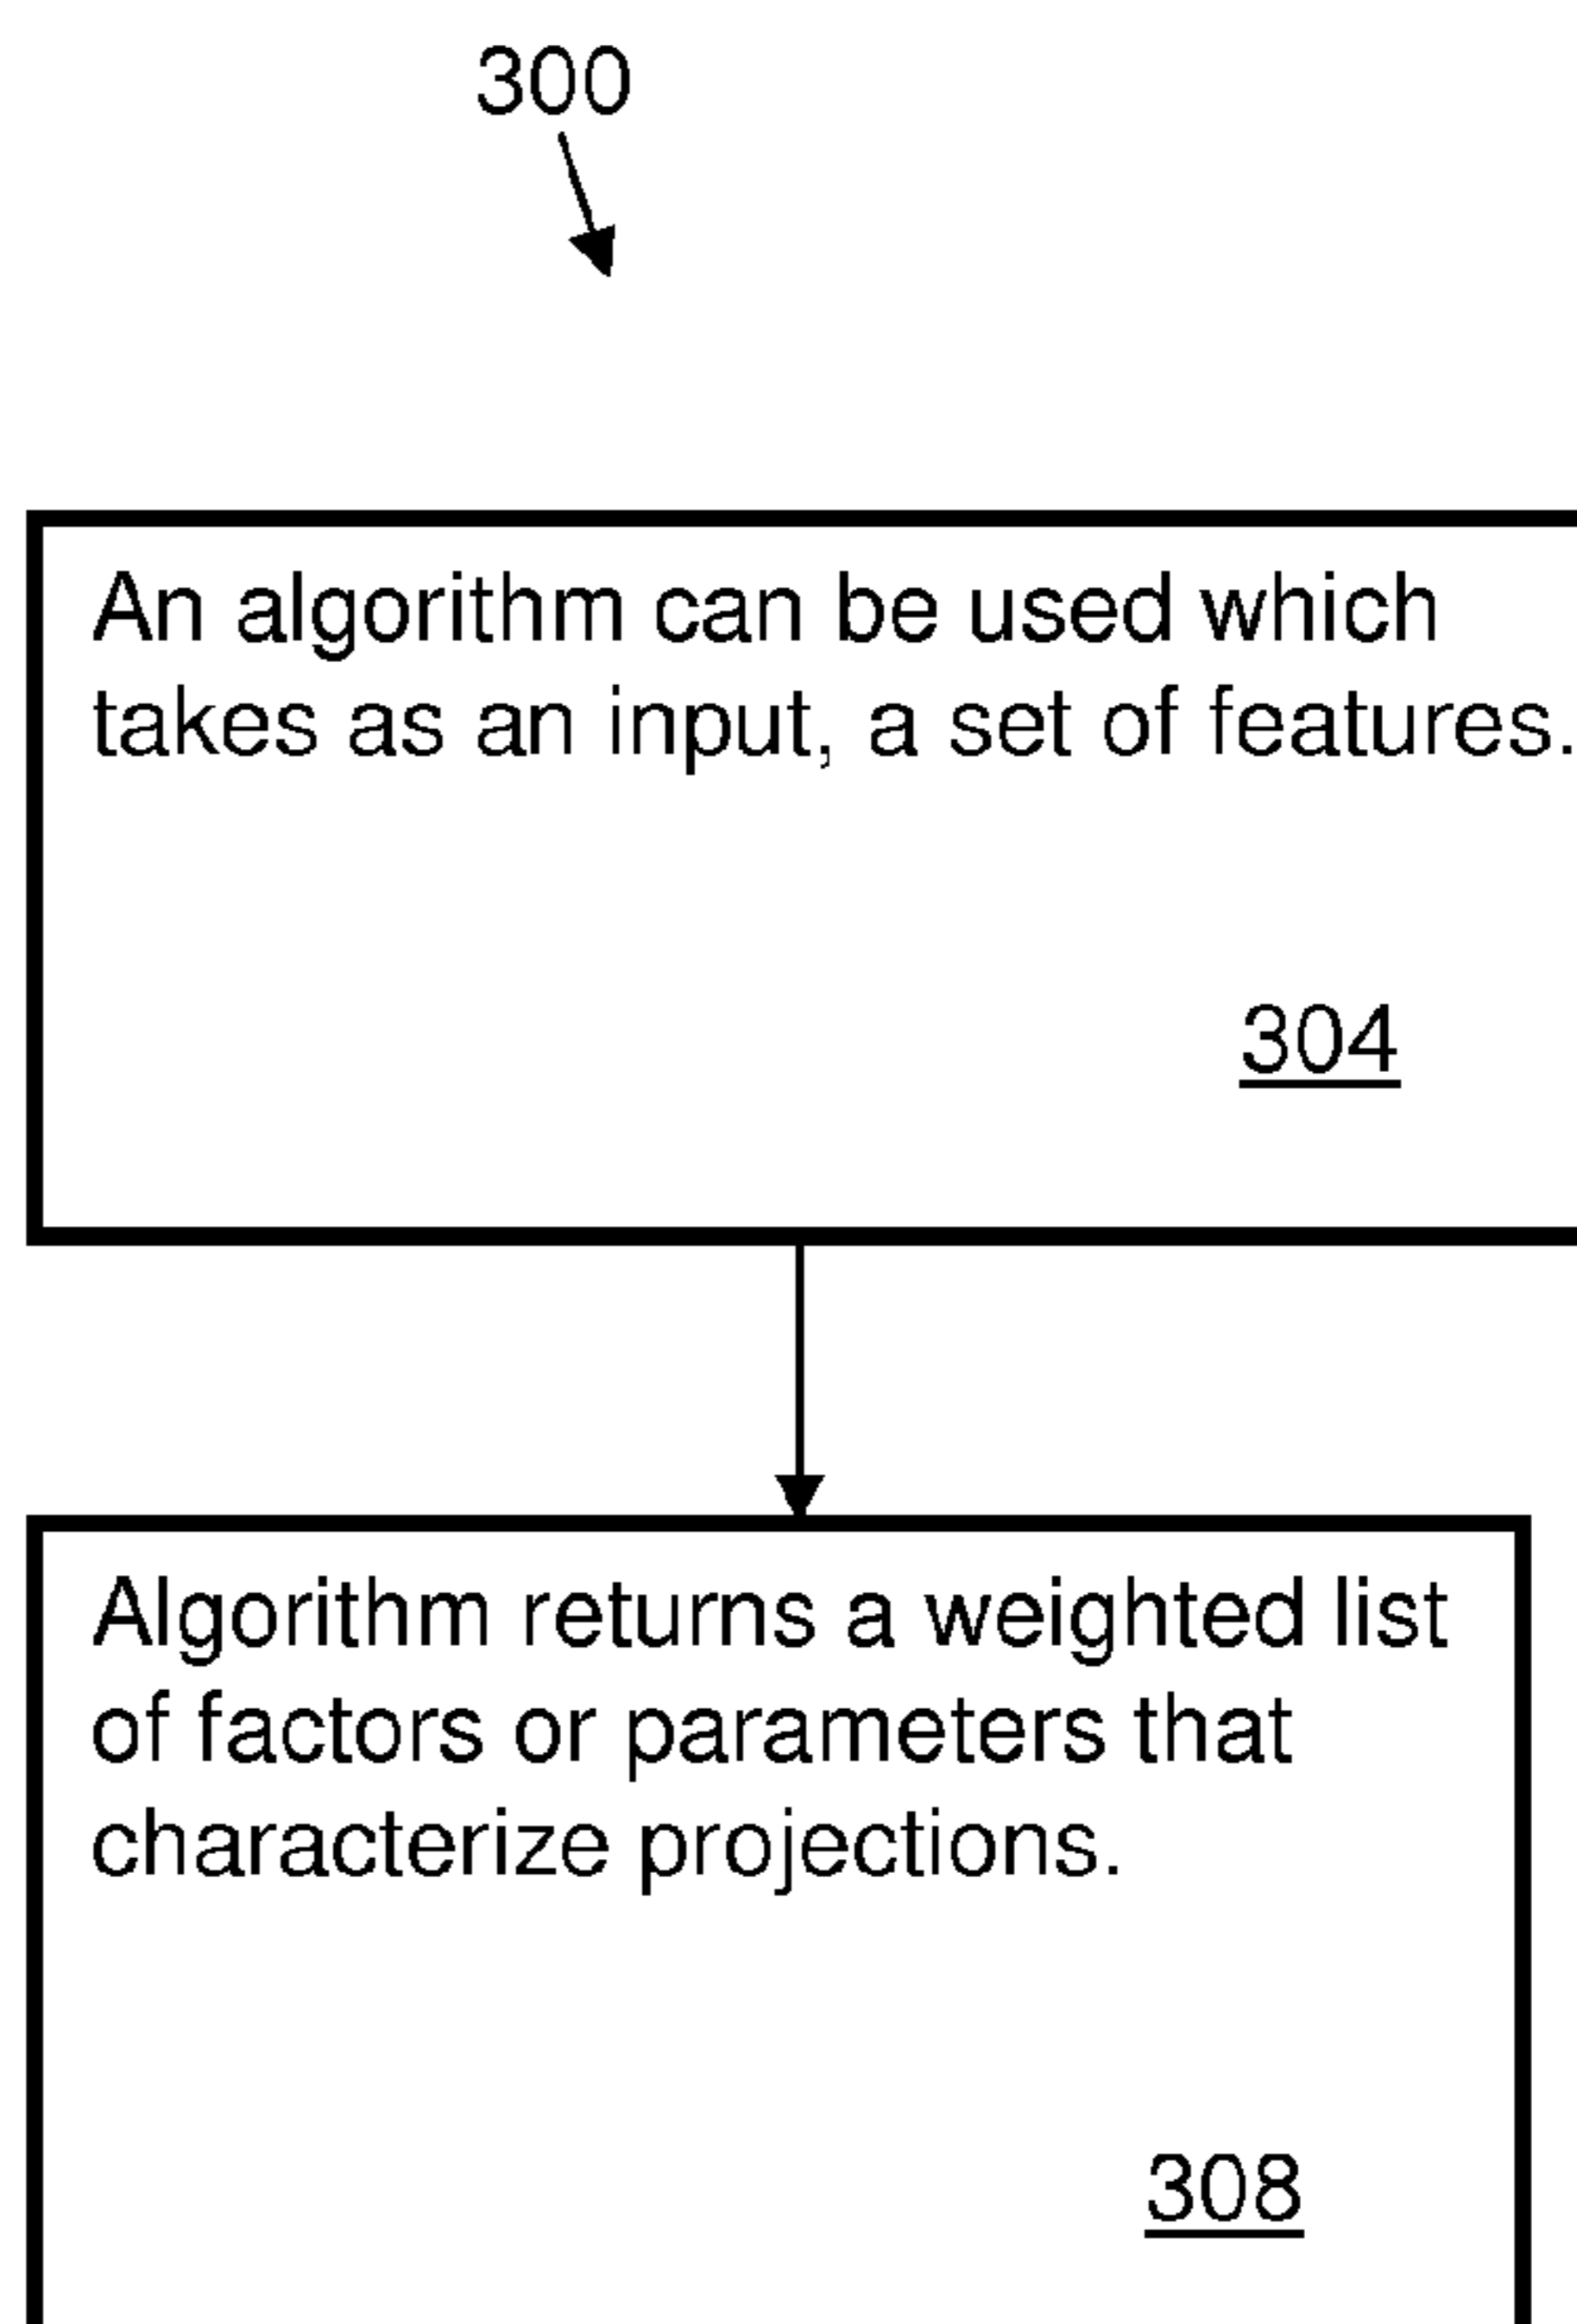 300
An algorithm can be used which
takes as an input, a set of features.
304
Algorithm returns a weighted list
of factors or parameters that
characterize projections.
308